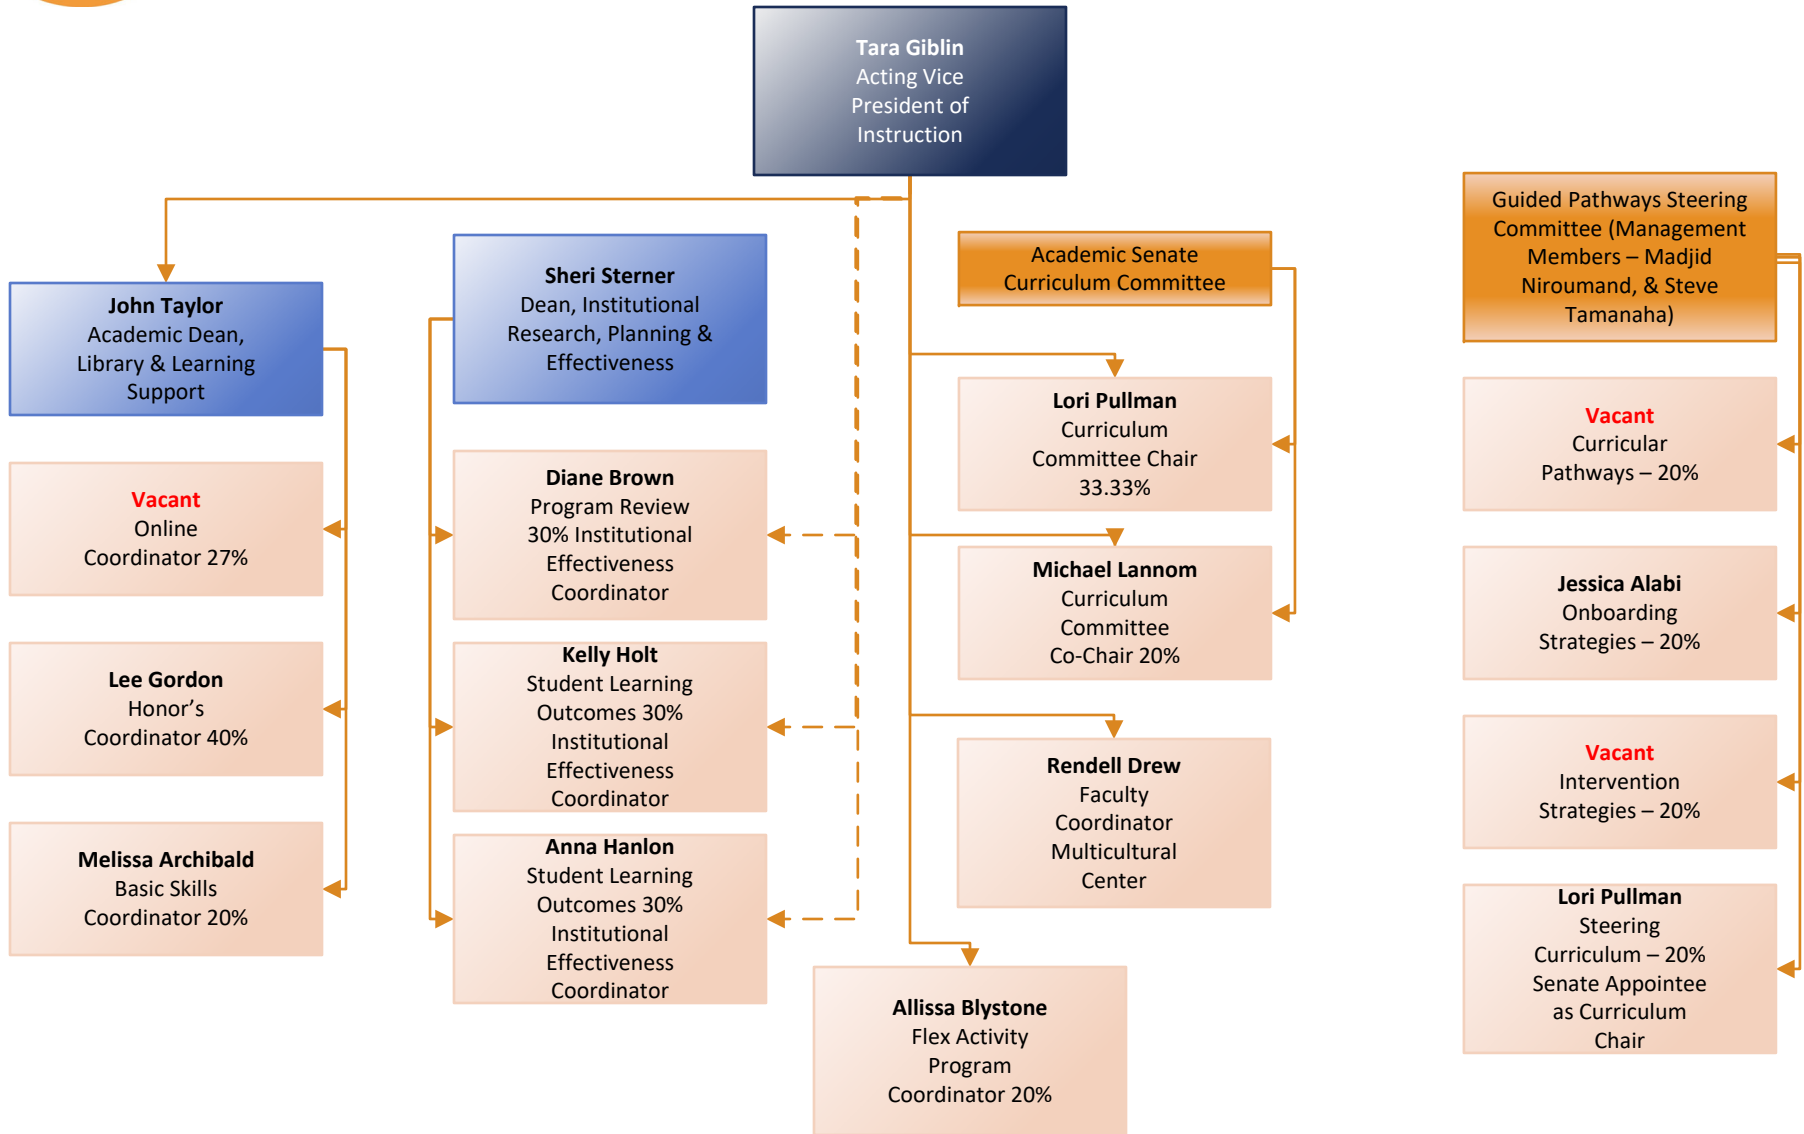 Tara Giblin
Acting Vice
President of
Instruction
John Taylor
Academic Dean,
Library & Learning
Support
Vacant
Online
Coordinator 27%
Lee Gordon
Honor’s
Coordinator 40%
Melissa Archibald
Basic Skills
Coordinator 20%
Sheri Sterner
Dean, Institutional
Research, Planning &
Effectiveness
Diane Brown
Program Review
30% Institutional
Effectiveness
Coordinator
Kelly Holt
Student Learning
Outcomes 30%
Institutional
Effectiveness
Coordinator
Anna Hanlon
Student Learning
Outcomes 30%
Institutional
Effectiveness
Coordinator
Academic Senate
Curriculum Committee
Lori Pullman
Curriculum
Committee Chair
33.33%
Michael Lannom
Curriculum
Committee
Co-Chair 20%
Rendell Drew
Faculty
Coordinator
Multicultural
Center
Allissa Blystone
Flex Activity
Program
Coordinator 20%
Guided Pathways Steering
Committee (Management
Members – Madjid
Niroumand, & Steve
Tamanaha)
Vacant
Curricular
Pathways – 20%
Jessica Alabi
Onboarding
Strategies – 20%
Vacant
Intervention
Strategies – 20%
Lori Pullman
Steering
Curriculum – 20%
Senate Appointee
as Curriculum
Chair